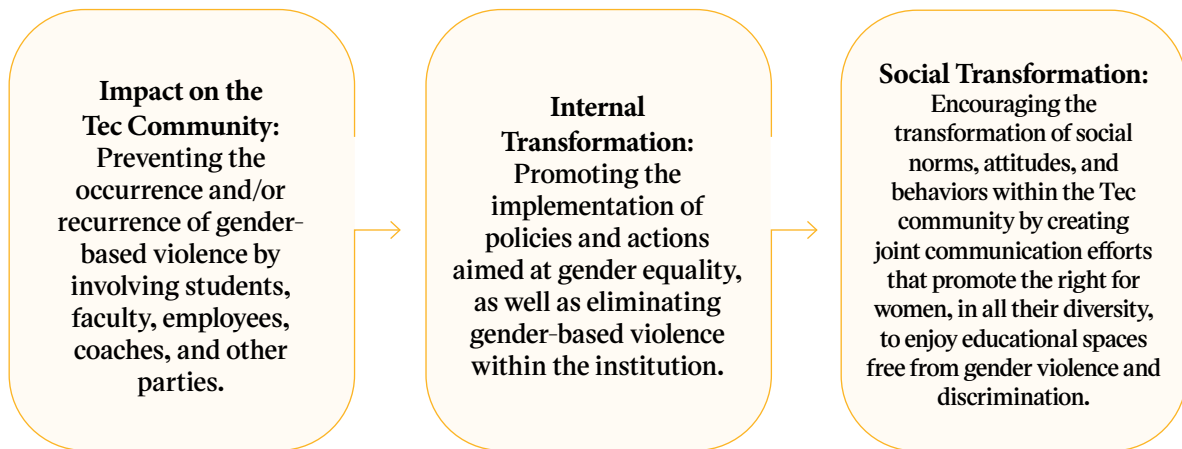 Impact on the
Tec Community:
Preventing the
occurrence and/or
recurrence of gender-
based violence by
involving students,
faculty, employees,
coaches, and other
parties.
Internal
Transformation:
Promoting the
implementation of
policies and actions
aimed at gender equality,
as well as eliminating
gender-based violence
within the institution.
Social Transformation:
Encouraging the
transformation of social
norms, attitudes, and
behaviors within the Tec
community by creating
joint communication efforts
that promote the right for
women, in all their diversity,
to enjoy educational spaces
free from gender violence and
discrimination.